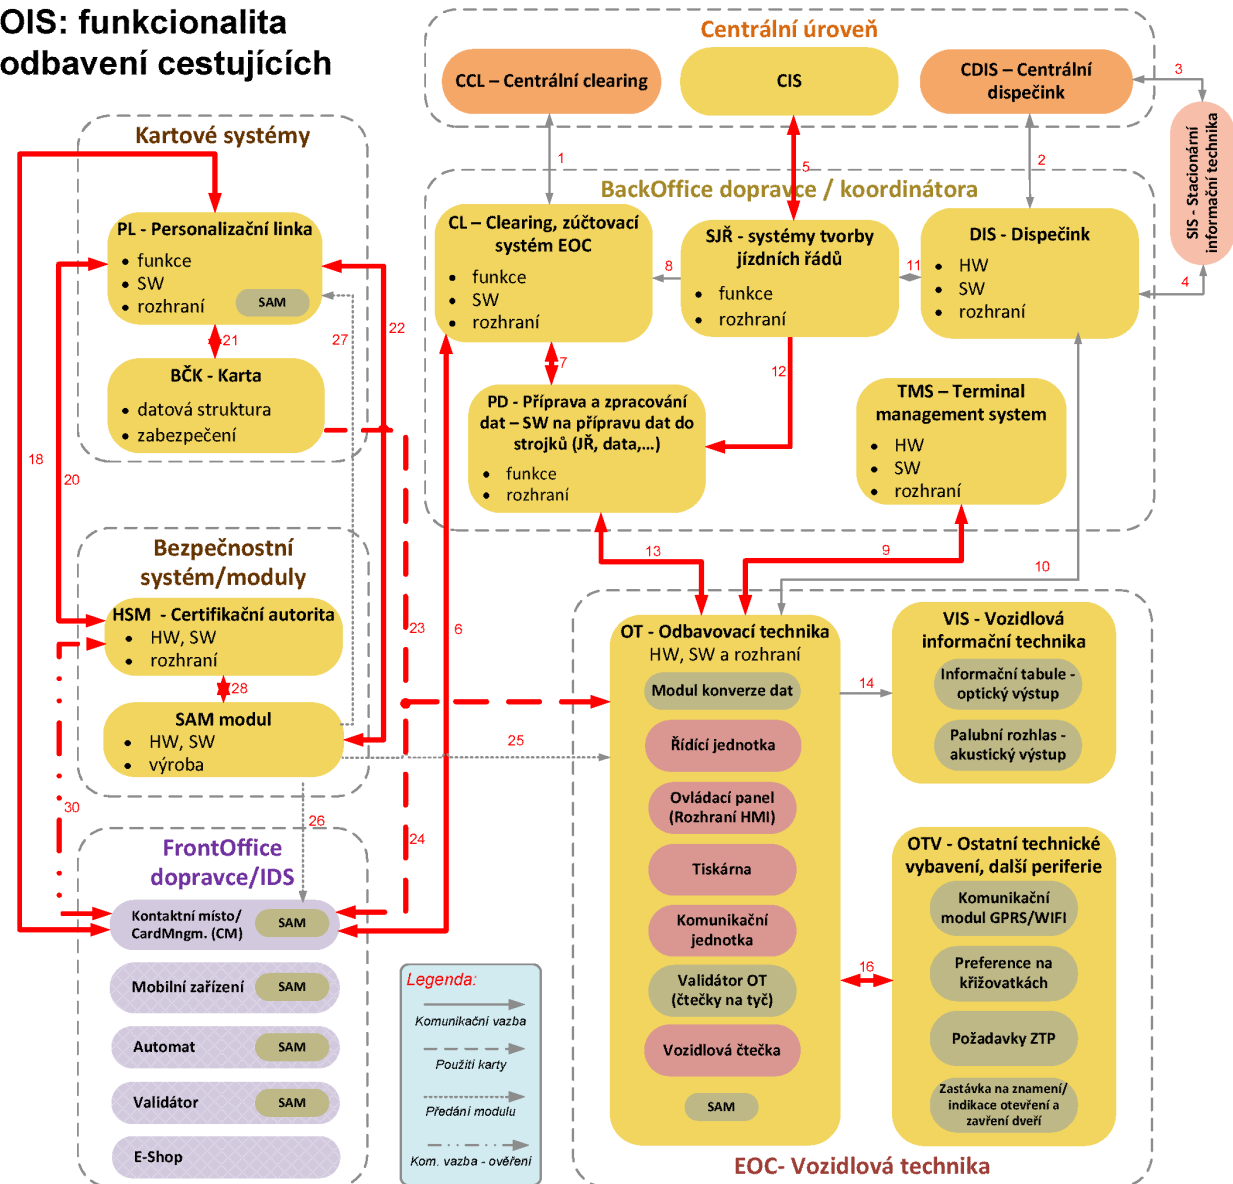 OIS: funkcionalita
odbavení cestujících
Centrální úroveň
CCL – Centrální clearing
CIS
CDIS – Centrální
dispečink
3
SIS - Stacionární
informační technika
1
5
2
4
Kartové systémy
PL - Personalizační linka
• funkce
• SW
• rozhraní
SAM
21
27
22
BČK - Karta
• datová struktura
• zabezpečení
18
20
BackOffice dopravce / koordinátora
CL – Clearing, zúčtovací
systém EOC
• funkce
• SW
• rozhraní
8
SJŘ - systémy tvorby
jízdních řádů
• funkce
• rozhraní
11
DIS - Dispečink
• HW
• SW
• rozhraní
7
12
PD - Příprava a zpracování
dat – SW na přípravu dat do
strojků (JŘ, data,...)
• funkce
• rozhraní
TMS – Terminal
management system
• HW
• SW
• rozhraní
13
9
10
Bezpečnostní
systém/moduly
HSM - Certifikační autorita
• HW, SW
• rozhraní
28
SAM modul
• HW, SW
• výroba
23
6
25
26
30
24
FrontOffice
dopravce/IDS
Kontaktní místo/
CardMngm. (CM)
SAM
Mobilní zařízení
SAM
Automat
SAM
Validátor
SAM
E-Shop
Legenda:
Komunikační vazba
Použití karty
Předání modulu
Kom. vazba - ověření
OT - Odbavovací technika
HW, SW a rozhraní
Modul konverze dat
Řídící jednotka
Ovládací panel
(Rozhraní HMI)
Tiskárna
Komunikační
jednotka
Validátor OT
(čtečky na tyč)
Vozidlová čtečka
SAM
14
16
VIS - Vozidlová
informační technika
Informační tabule -
optický výstup
Palubní rozhlas -
akustický výstup
OTV - Ostatní technické
vybavení, další periferie
Komunikační
modul GPRS/WIFI
Preference na
křižovatkách
Požadavky ZTP
Zastávka na znamení/
indikace otevření a
zavření dveří
EOC- Vozidlová technika